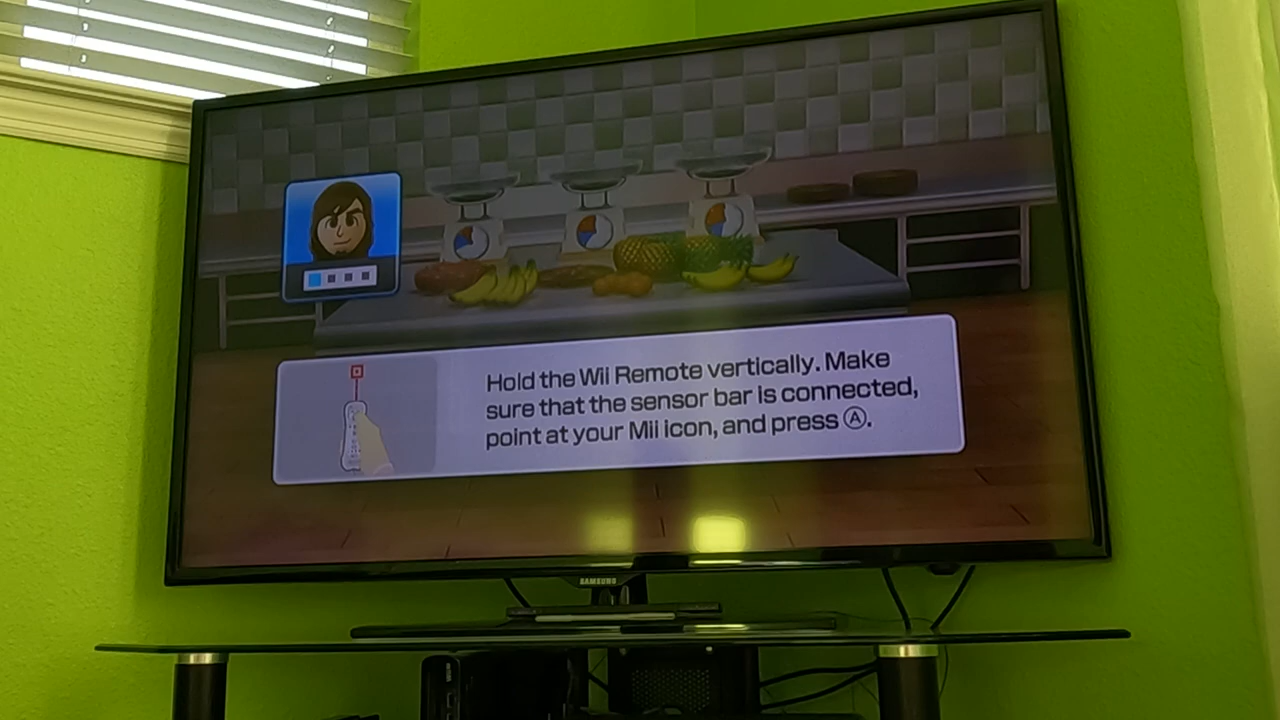 Hold the Wii Remote vertically. Make
sure that the sensor bar is connected,
point at your Mii icon, and press Ⓐ.
SAMSUNG